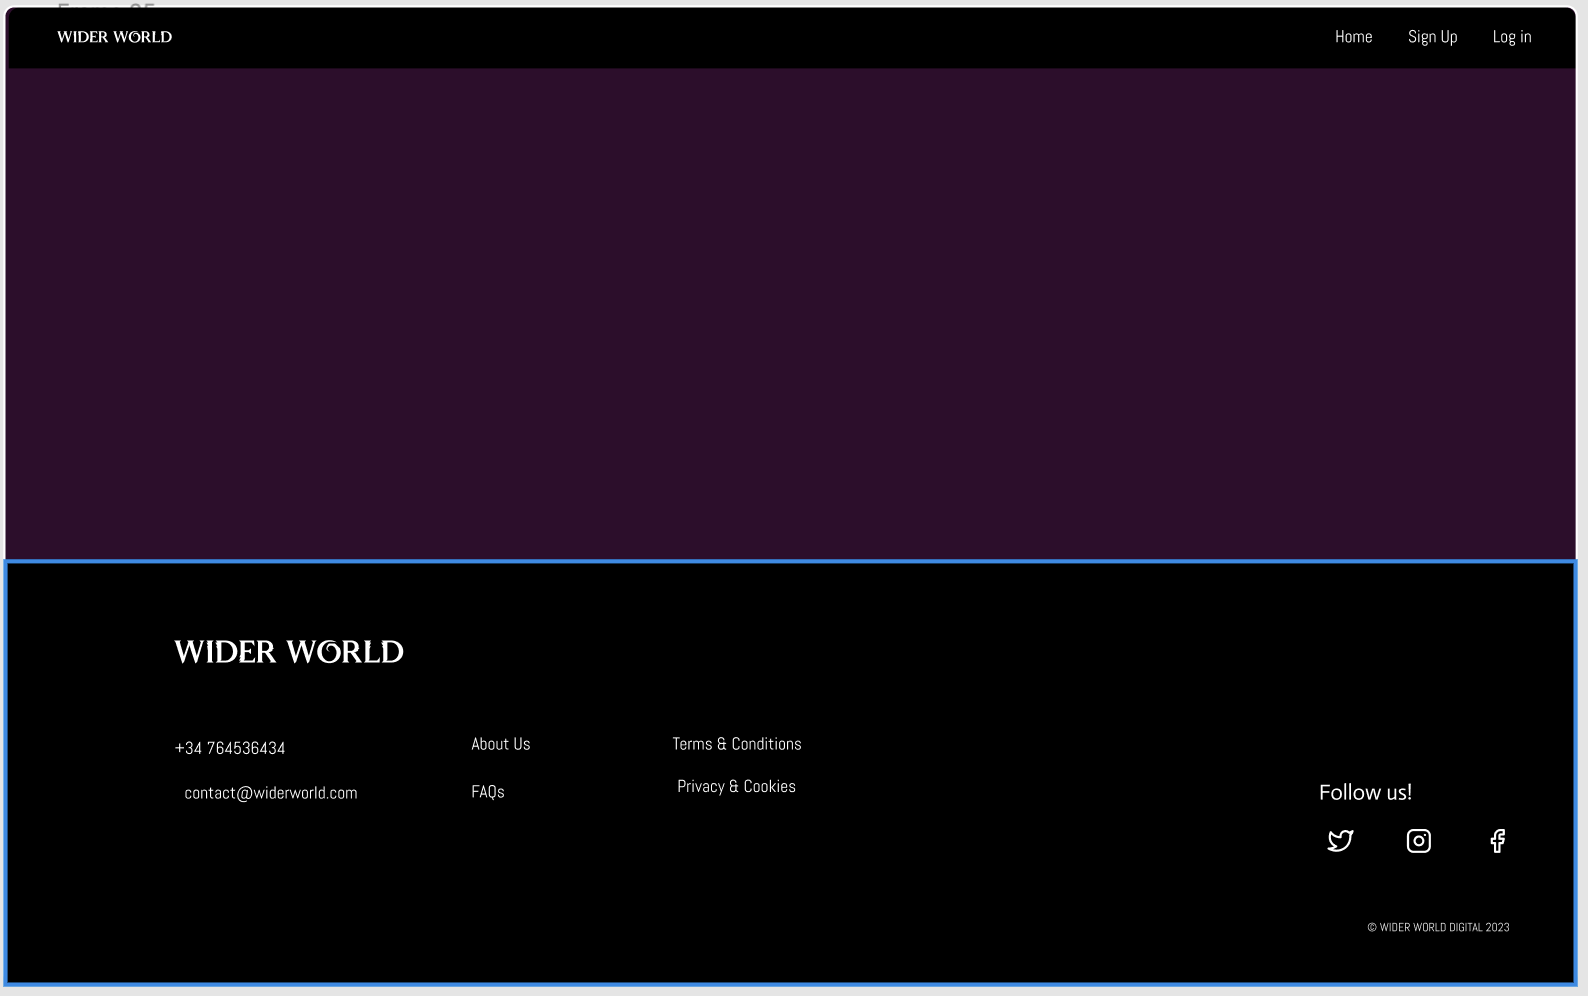 WIDER WORLD
Home Sign Up Log in
WIDER WORLD
+34 764536434
contact@widerworld.com
About Us
FAQs
Terms & Conditions
Privacy & Cookies
Follow us!
© WIDER WORLD DIGITAL 2023